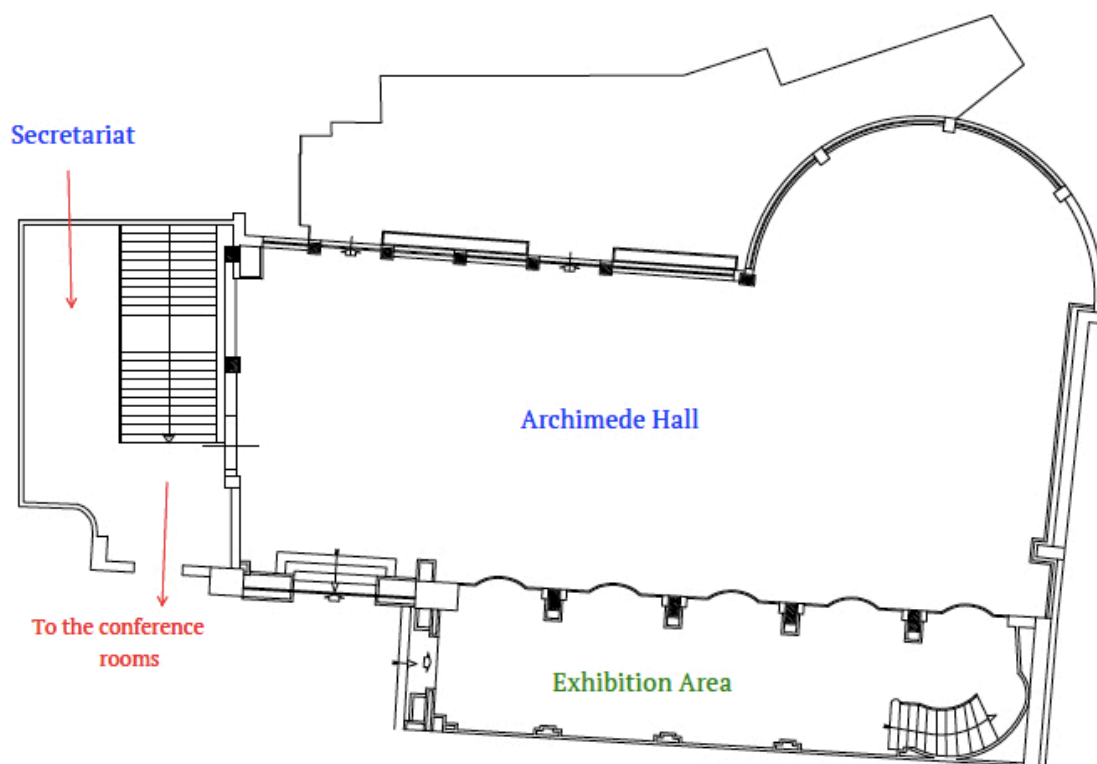 Secretariat
Archimede Hall
To the conference
rooms
Exhibition Area